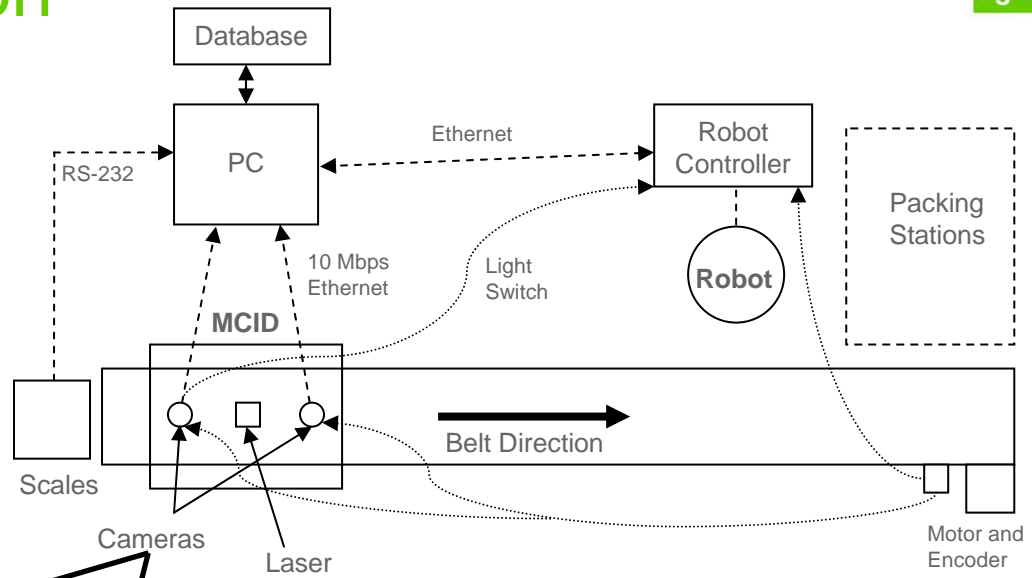 Database
Ethernet
Robot
Controller
RS-232
PC
Packing
Stations
10 Mbps
Ethernet
Light
Switch
Robot
MCID
Belt Direction
Scales
Cameras
Laser
Motor and
Encoder